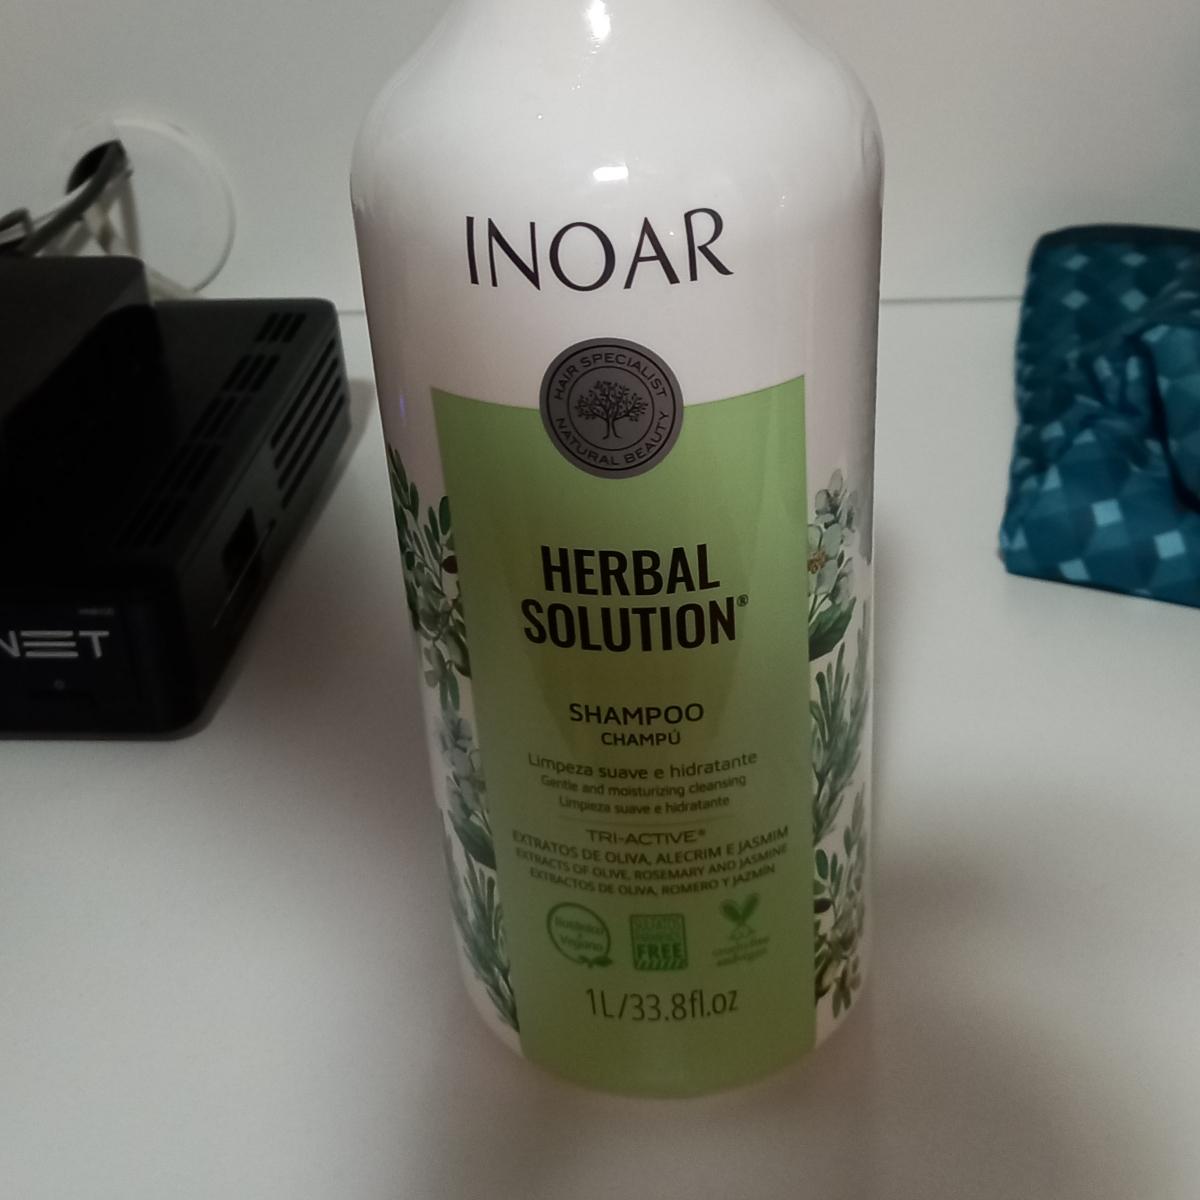 INOAR
HAIR SPECIALIST
NATURAL BEAUTY
HERBAL
SOLUTION®
SHAMPOO
CHAMPÚ
Limpeza suave e hidratante
Gentle and moisturizing cleansing
Limpieza suave e hidratante
TRI-ACTIVE®
EXTRATOS DE OLIVA, ALECRIM E JASMIM
EXTRACTS OF OLIVE, ROSEMARY AND JASMINE
EXTRACTOS DE OLIVA, ROMERO Y JAZMÍN
Botânico
Vegano
FREE
1L/33.8fl.oz
NET